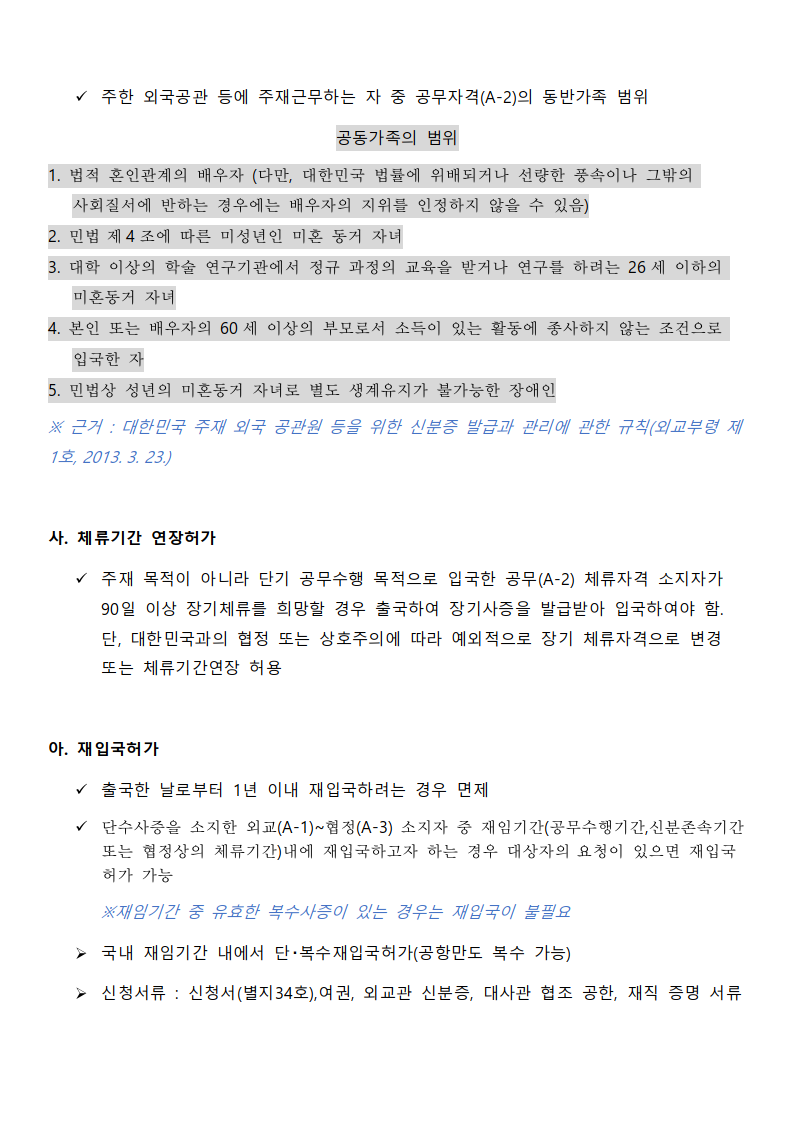 ✓ 주한 외국공관 등에 주재근무하는 자 중 공무자격(A-2)의 동반가족 범위
공동가족의 범위
1. 법적 혼인관계의 배우자 (다만, 대한민국 법률에 위배되거나 선량한 풍속이나 그밖의
사회질서에 반하는 경우에는 배우자의 지위를 인정하지 않을 수 있음)
2. 민법 제4조에 따른 미성년인 미혼 동거 자녀
3. 대학 이상의 학술 연구기관에서 정규 과정의 교육을 받거나 연구를 하려는 26세 이하의
미혼동거 자녀
4. 본인 또는 배우자의 60세 이상의 부모로서 소득이 있는 활동에 종사하지 않는 조건으로
입국한 자
5. 민법상 성년의 미혼동거 자녀로 별도 생계유지가 불가능한 장애인
※ 근거 : 대한민국 주재 외국 공관원 등을 위한 신분증 발급과 관리에 관한 규칙(외교부령 제
1호, 2013. 3. 23.)
사. 체류기간 연장허가
✓ 주재 목적이 아니라 단기 공무수행 목적으로 입국한 공무(A-2) 체류자격 소지자가
90일 이상 장기체류를 희망할 경우 출국하여 장기사증을 발급받아 입국하여야 함.
단, 대한민국과의 협정 또는 상호주의에 따라 예외적으로 장기 체류자격으로 변경
또는 체류기간연장 허용
아. 재입국허가
✓ 출국한 날로부터 1년 이내 재입국하려는 경우 면제
✓ 단수사증을 소지한 외교(A-1)~협정(A-3) 소지자 중 재임기간(공무수행기간,신분존속기간
또는 협정상의 체류기간)내에 재입국하고자 하는 경우 대상자의 요청이 있으면 재입국
허가 가능
※재임기간 중 유효한 복수사증이 있는 경우는 재입국이 불필요
➢ 국내 재임기간 내에서 단･복수재입국허가(공항만도 복수 가능)
➢ 신청서류 : 신청서(별지34호),여권, 외교관 신분증, 대사관 협조 공한, 재직 증명 서류